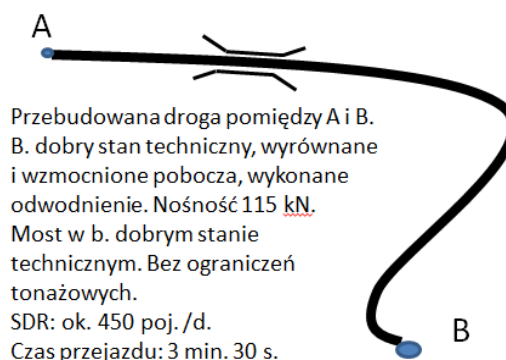 A
Przebudowana droga pomiędzy A i B.
B. dobry stan techniczny, wyrównane
i wzmocnione pobocza, wykonane
odwodnienie. Nośność 115 kN.
Most w b. dobrym stanie
technicznym. Bez ograniczeń
tonażowych.
SDR: ok. 450 poj. /d.
Czas przejazdu: 3 min. 30 s.
B